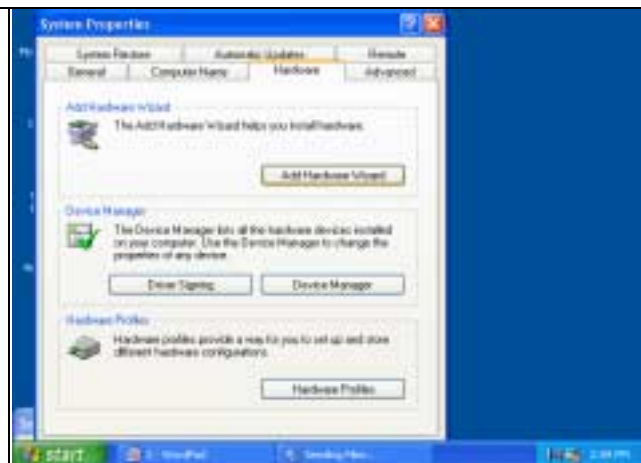 System Properties
System Restore Automatic Updates Remote
General Computer Name Hardware Advanced
Add Hardware Wizard
The Add Hardware Wizard helps you install hardware.
Add Hardware Wizard
Device Manager
The Device Manager lists all the hardware devices installed
on your computer. Use the Device Manager to change the
properties of any device.
Driver Signing Device Manager
Hardware Profiles
Hardware profiles provide a way for you to set up and store
different hardware configurations.
Hardware Profiles
start WordPad Sending